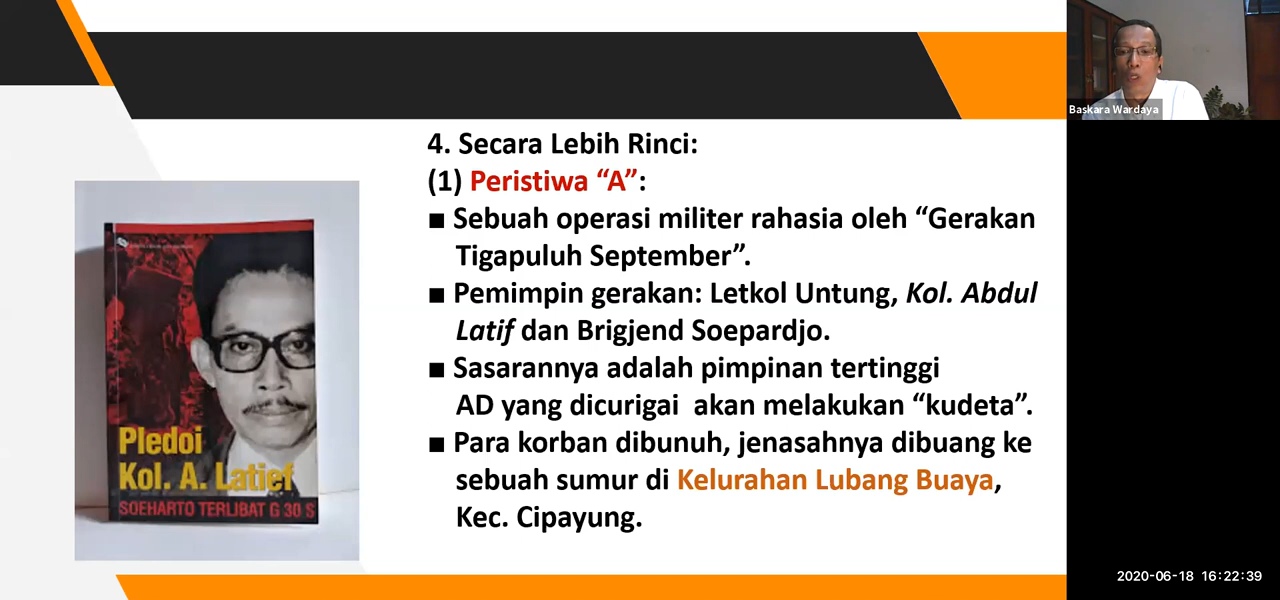 4. Secara Lebih Rinci:
(1) Peristiwa “A”:
■ Sebuah operasi militer rahasia oleh “Gerakan
Tigapuluh September”.
■ Pemimpin gerakan: Letkol Untung, Kol. Abdul
Latif dan Brigjend Soepardjo.
■ Sasarannya adalah pimpinan tertinggi
AD yang dicurigai akan melakukan “kudeta”.
■ Para korban dibunuh, jenasahnya dibuang ke
sebuah sumur di Kelurahan Lubang Buaya,
Kec. Cipayung.
Pledoi
Kol. A. Latief
SOEHARTO TERLIBAT G 30 S
Baskara Wardaya
2020-06-18 16:22:39